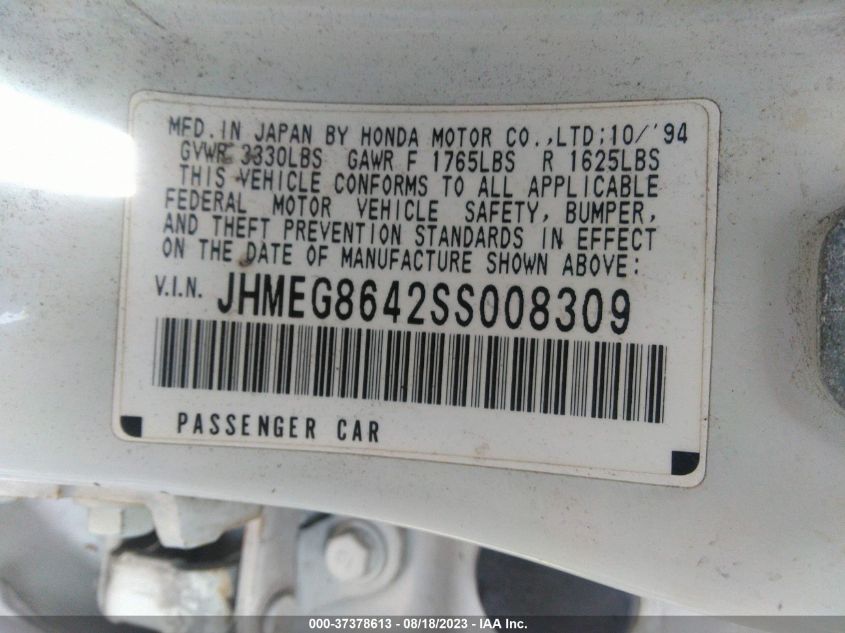 MFD. IN JAPAN BY HONDA MOTOR CO.,LTD;10/'94
GVWR 3330LBS GAWR F 1765LBS R 1625LBS
THIS VEHICLE CONFORMS TO ALL APPLICABLE
FEDERAL MOTOR VEHICLE SAFETY, BUMPER,
AND THEFT PREVENTION STANDARDS IN EFFECT
ON THE DATE OF MANUFACTURE SHOWN ABOVE:
V.I.N. JHMEG8642SS008309
PASSENGER CAR
000-37378613 - 08/18/2023 - IAA Inc.